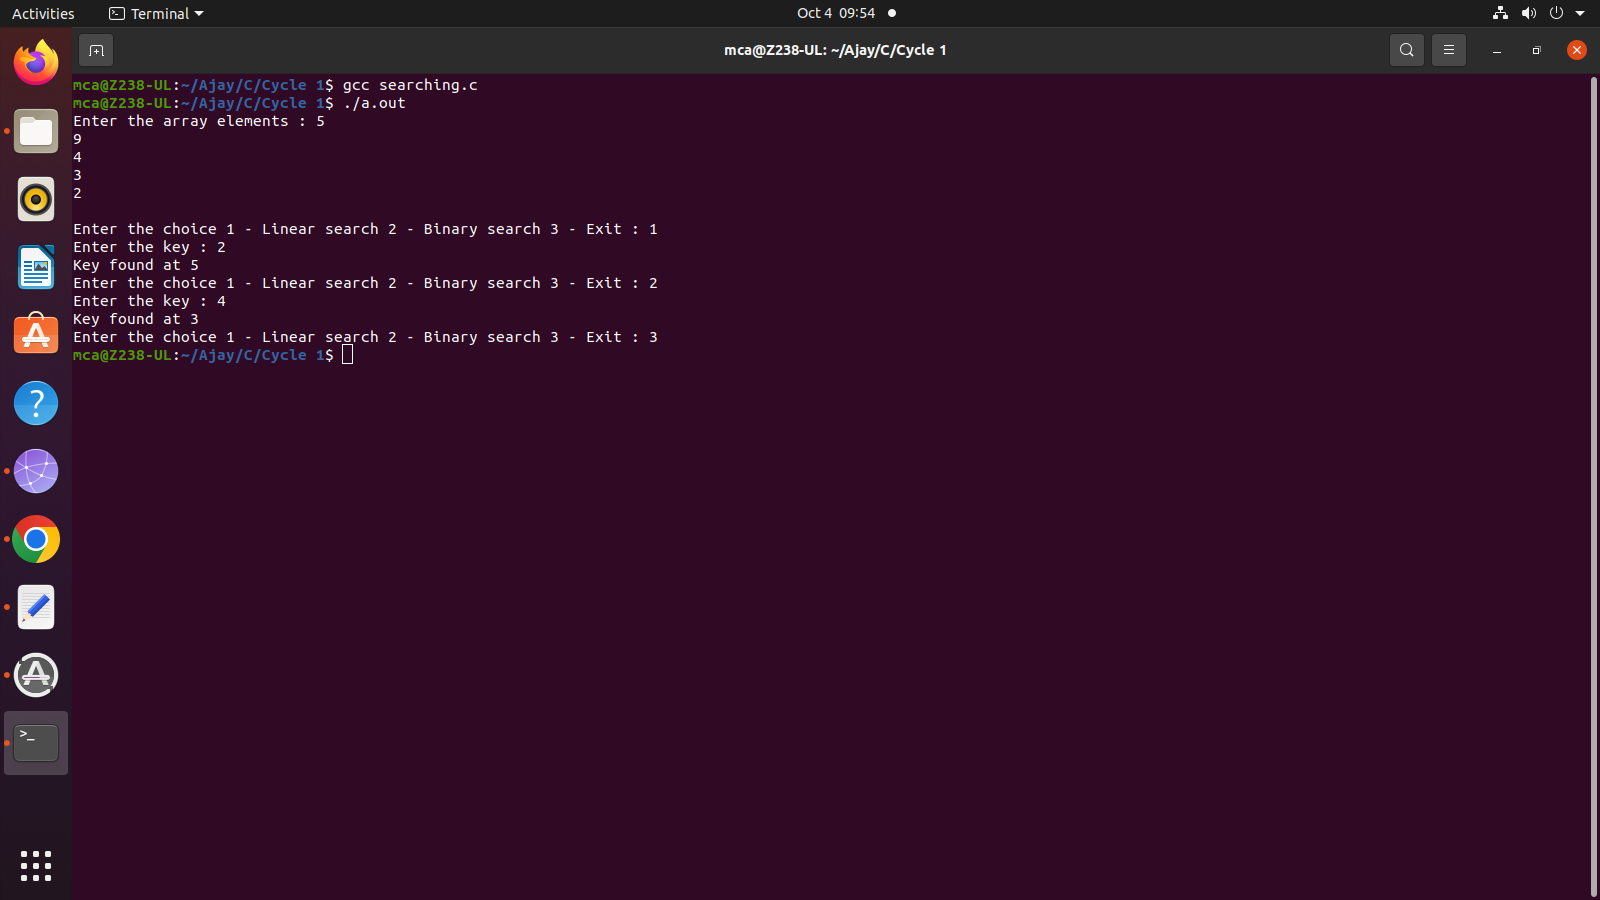 Activities Terminal Oct 4 09:54
mca@Z238-UL: ~/Ajay/C/Cycle 1
mca@Z238-UL:~/Ajay/C/Cycle 1$ gcc searching.c
mca@Z238-UL:~/Ajay/C/Cycle 1$ ./a.out
Enter the array elements : 5
9
4
3
2
Enter the choice 1 - Linear search 2 - Binary search 3 - Exit : 1
Enter the key : 2
Key found at 5
Enter the choice 1 - Linear search 2 - Binary search 3 - Exit : 2
Enter the key : 4
Key found at 3
Enter the choice 1 - Linear search 2 - Binary search 3 - Exit : 3
mca@Z238-UL:~/Ajay/C/Cycle 1$